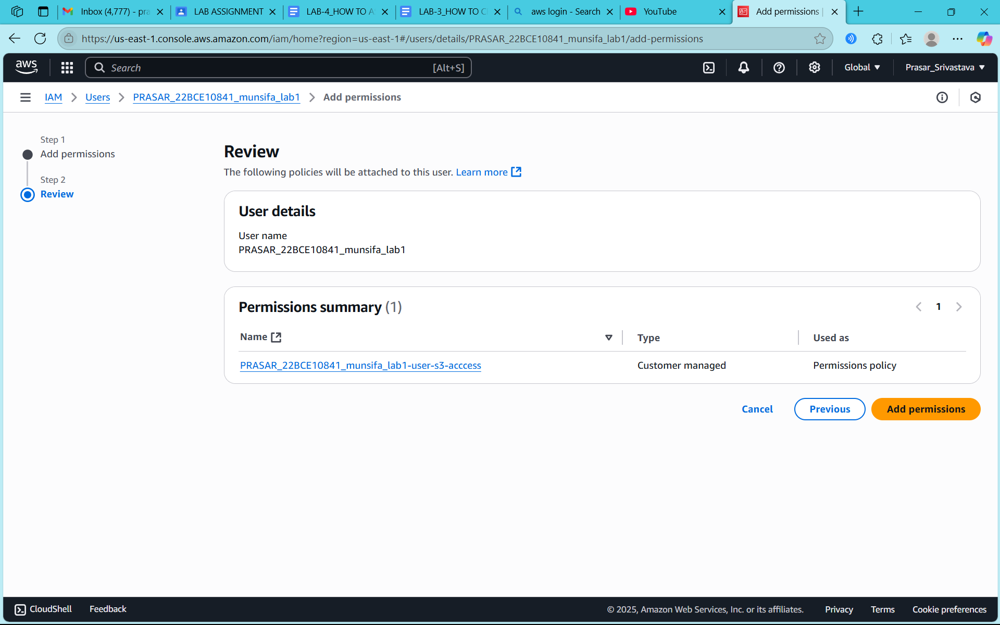 Inbox (4,777) - pra
LAB ASSIGNMENT
LAB-4_HOW TO A
LAB-3_HOW TO C
aws login - Search
YouTube
Add permissions |
https://us-east-1.console.aws.amazon.com/iam/home?region=us-east-1#/users/details/PRASAR_22BCE10841_munsifa_lab1/add-permissions
aws
Search
[Alt+S]
Global
Prasar_Srivastava
IAM
Users
PRASAR_22BCE10841_munsifa_lab1
Add permissions
Step 1
Add permissions
Step 2
Review
Review
The following policies will be attached to this user. Learn more
User details
User name
PRASAR_22BCE10841_munsifa_lab1
Permissions summary (1)
1
Name
Type
Used as
PRASAR_22BCE10841_munsifa_lab1-user-s3-acccess
Customer managed
Permissions policy
Cancel
Previous
Add permissions
CloudShell
Feedback
© 2025, Amazon Web Services, Inc. or its affiliates.
Privacy
Terms
Cookie preferences